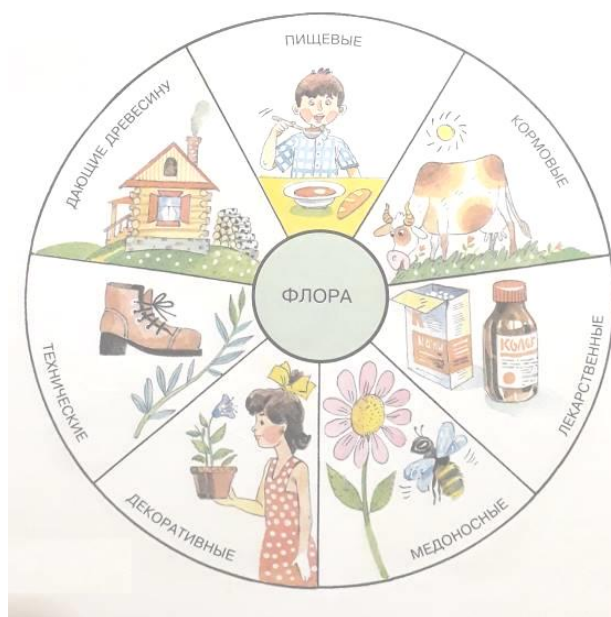 ПИЩЕВЫЕ
КОРМОВЫЕ
ЛЕКАРСТВЕННЫЕ
МЕДОНОСНЫЕ
ДЕКОРАТИВНЫЕ
ТЕХНИЧЕСКИЕ
ДАЮЩИЕ ДРЕВЕСИНУ
ФЛОРА